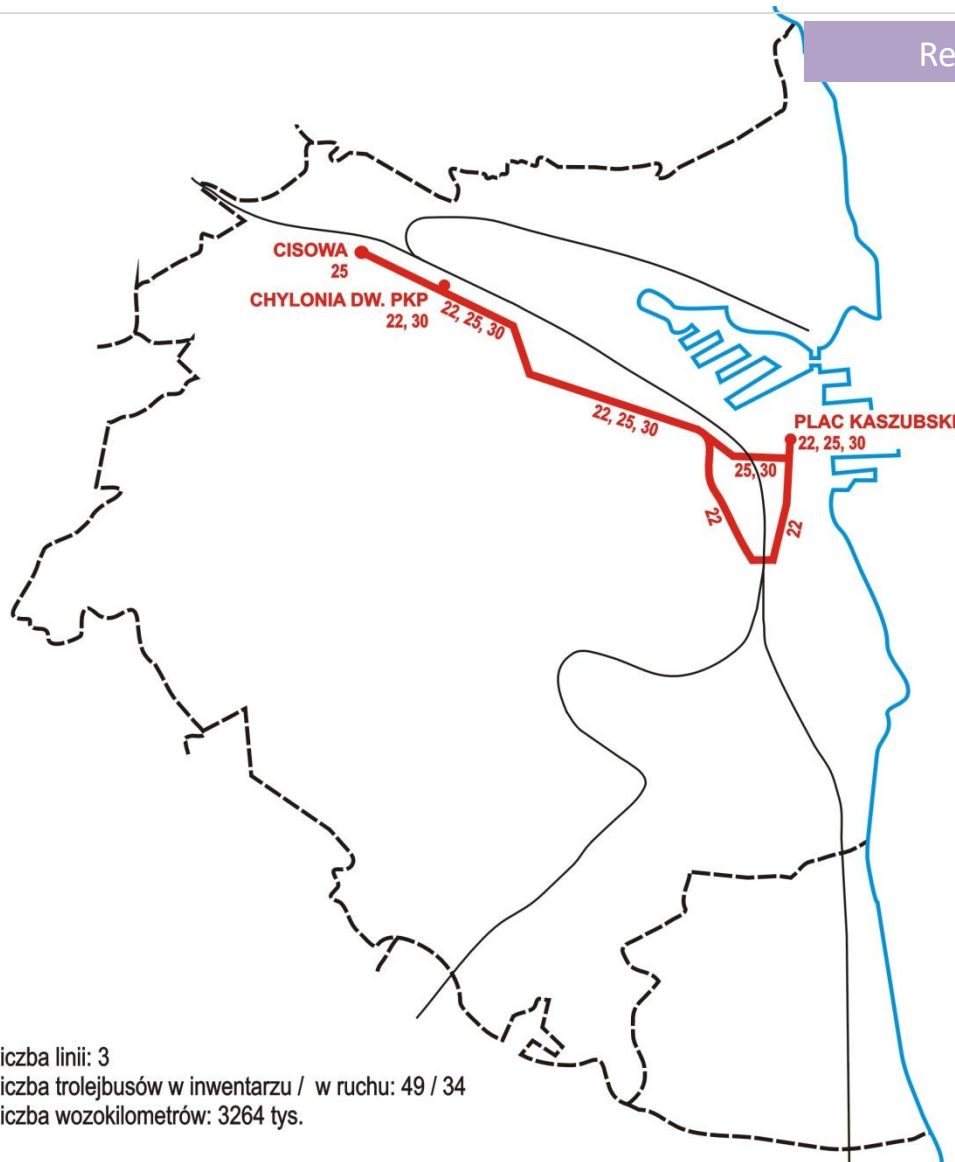 Re
CISOWA
25
CHYLONIA DW. PKP
22, 30
22, 25, 30
22, 25, 30
PLAC KASZUBSKI
22, 25, 30
25, 30
22
22
iczba linii: 3
iczba trolejbusów w inwentarzu / w ruchu: 49 / 34
iczba wozokilometrów: 3264 tys.